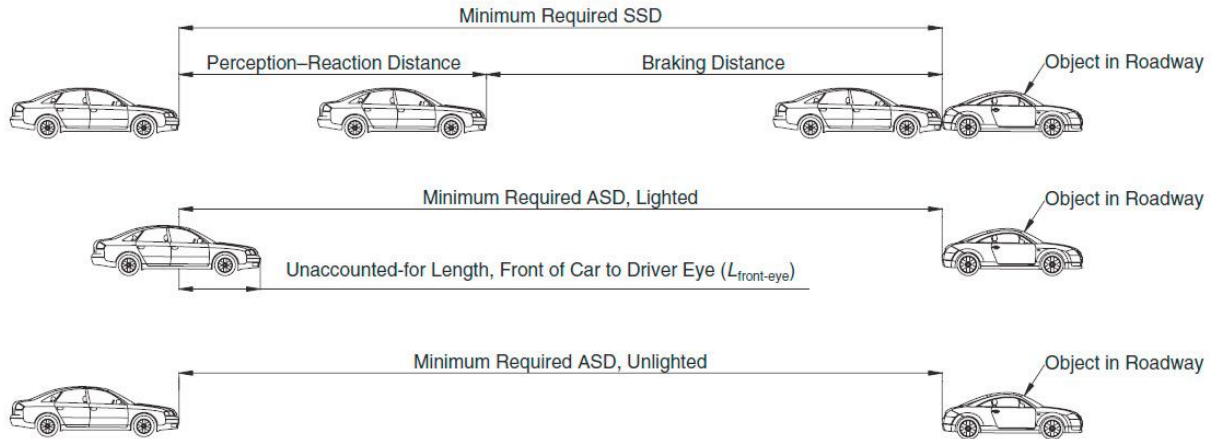 Minimum Required SSD
Perception–Reaction Distance
Braking Distance
Object in Roadway
Minimum Required ASD, Lighted
Object in Roadway
Unaccounted-for Length, Front of Car to Driver Eye (Lfront-eye)
Minimum Required ASD, Unlighted
Object in Roadway